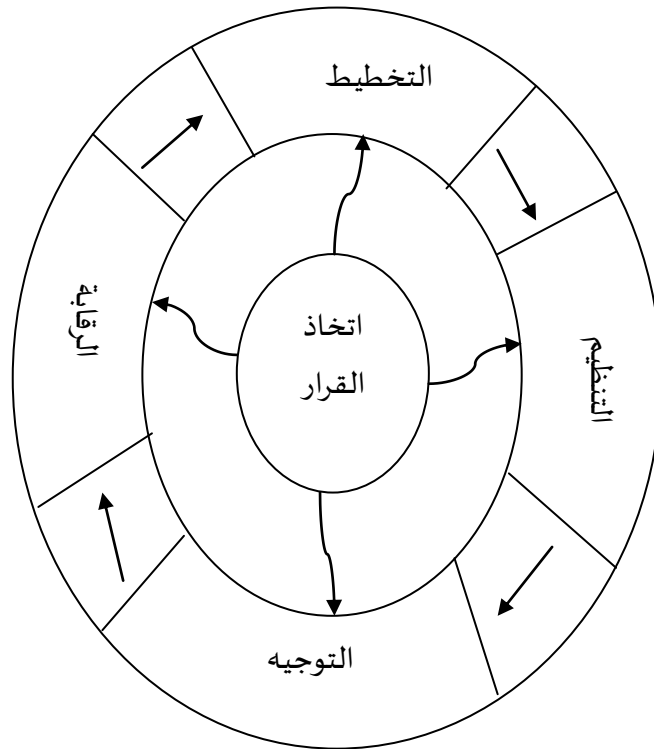 التخطيط
التنظيم
اتخاذ
القرار
الرقابة
التوجيه